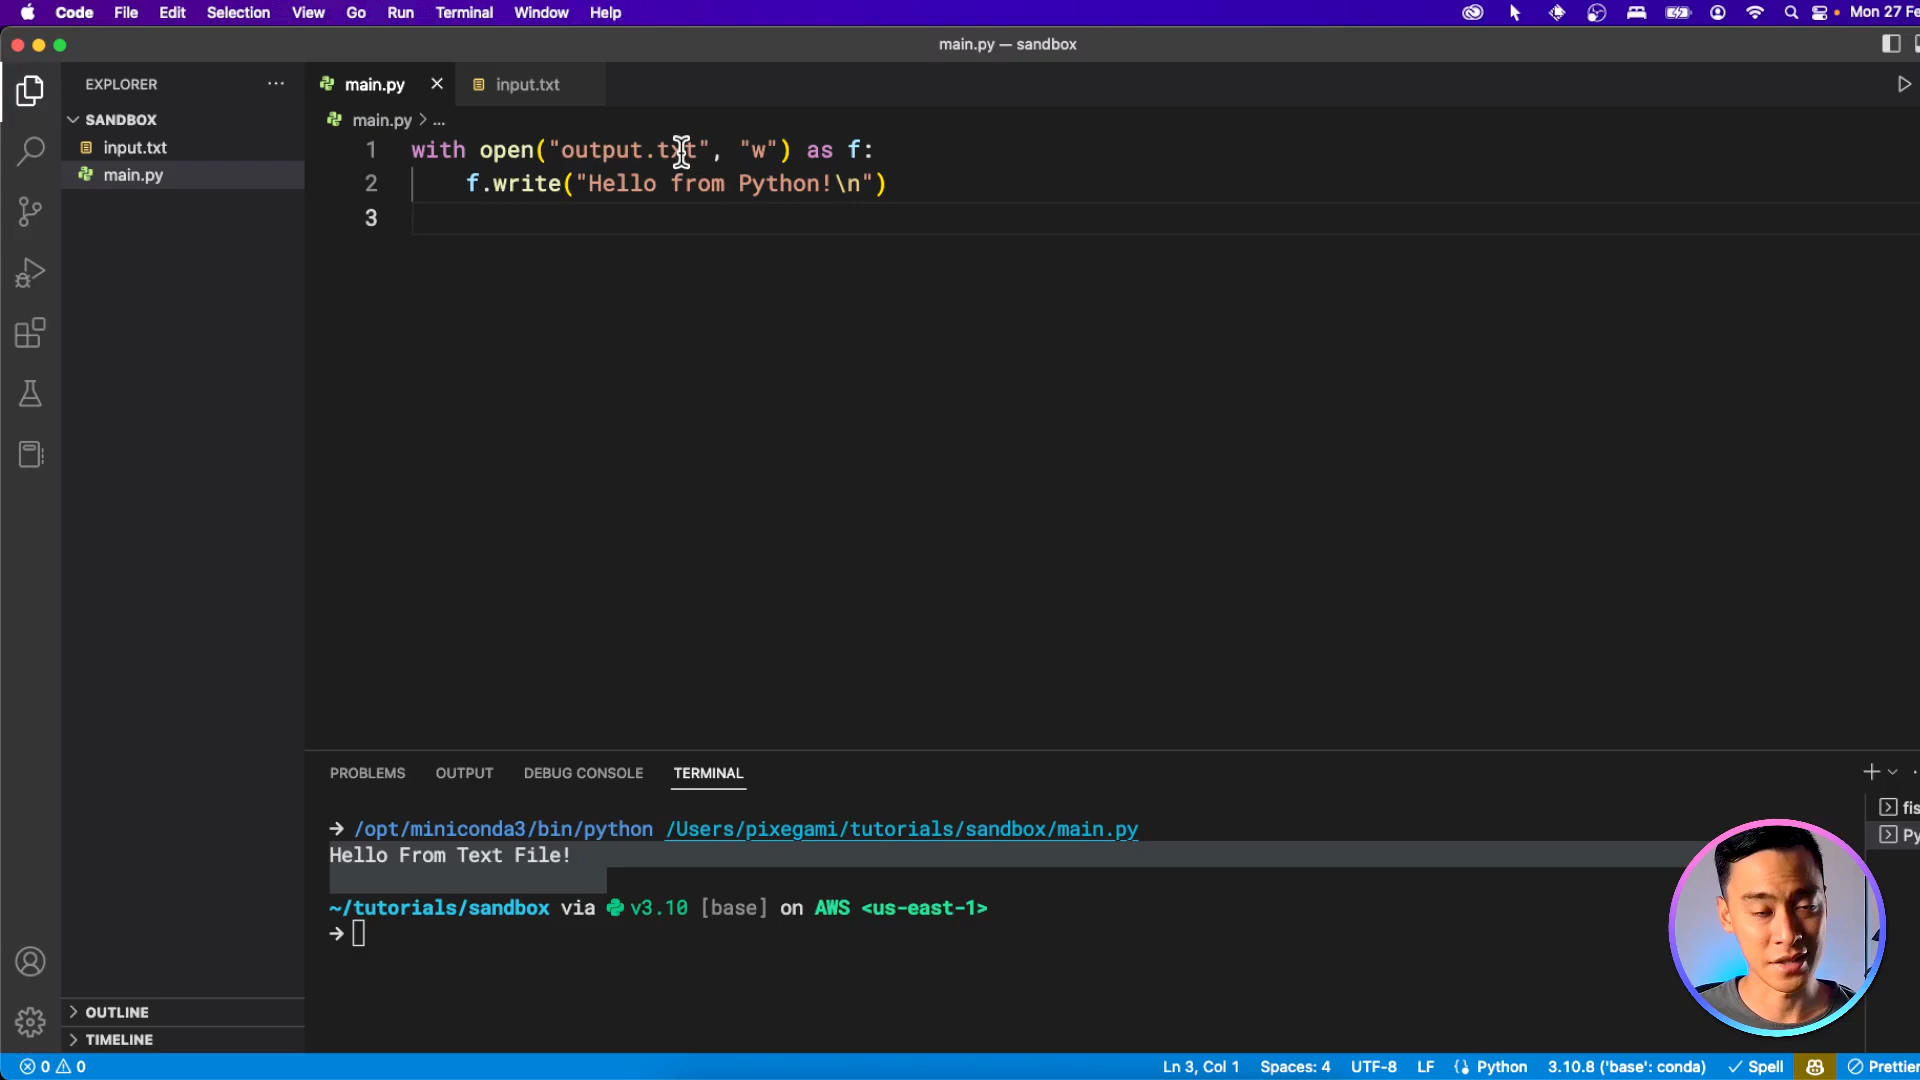 Code File Edit Selection View Go Run Terminal Window Help Mon 27 Fe
main.py — sandbox
EXPLORER ··· main.py input.txt
SANDBOX
input.txt
main.py
main.py > ...
1 with open("output.txt", "w") as f:
2 f.write("Hello from Python!\n")
3
PROBLEMS OUTPUT DEBUG CONSOLE TERMINAL
→ /opt/miniconda3/bin/python /Users/pixegami/tutorials/sandbox/main.py
Hello From Text File!
~/tutorials/sandbox via v3.10 [base] on AWS <us-east-1>
→
fis
Py
OUTLINE
TIMELINE
0 0 Ln 3, Col 1 Spaces: 4 UTF-8 LF Python 3.10.8 ('base': conda) Spell Prettier